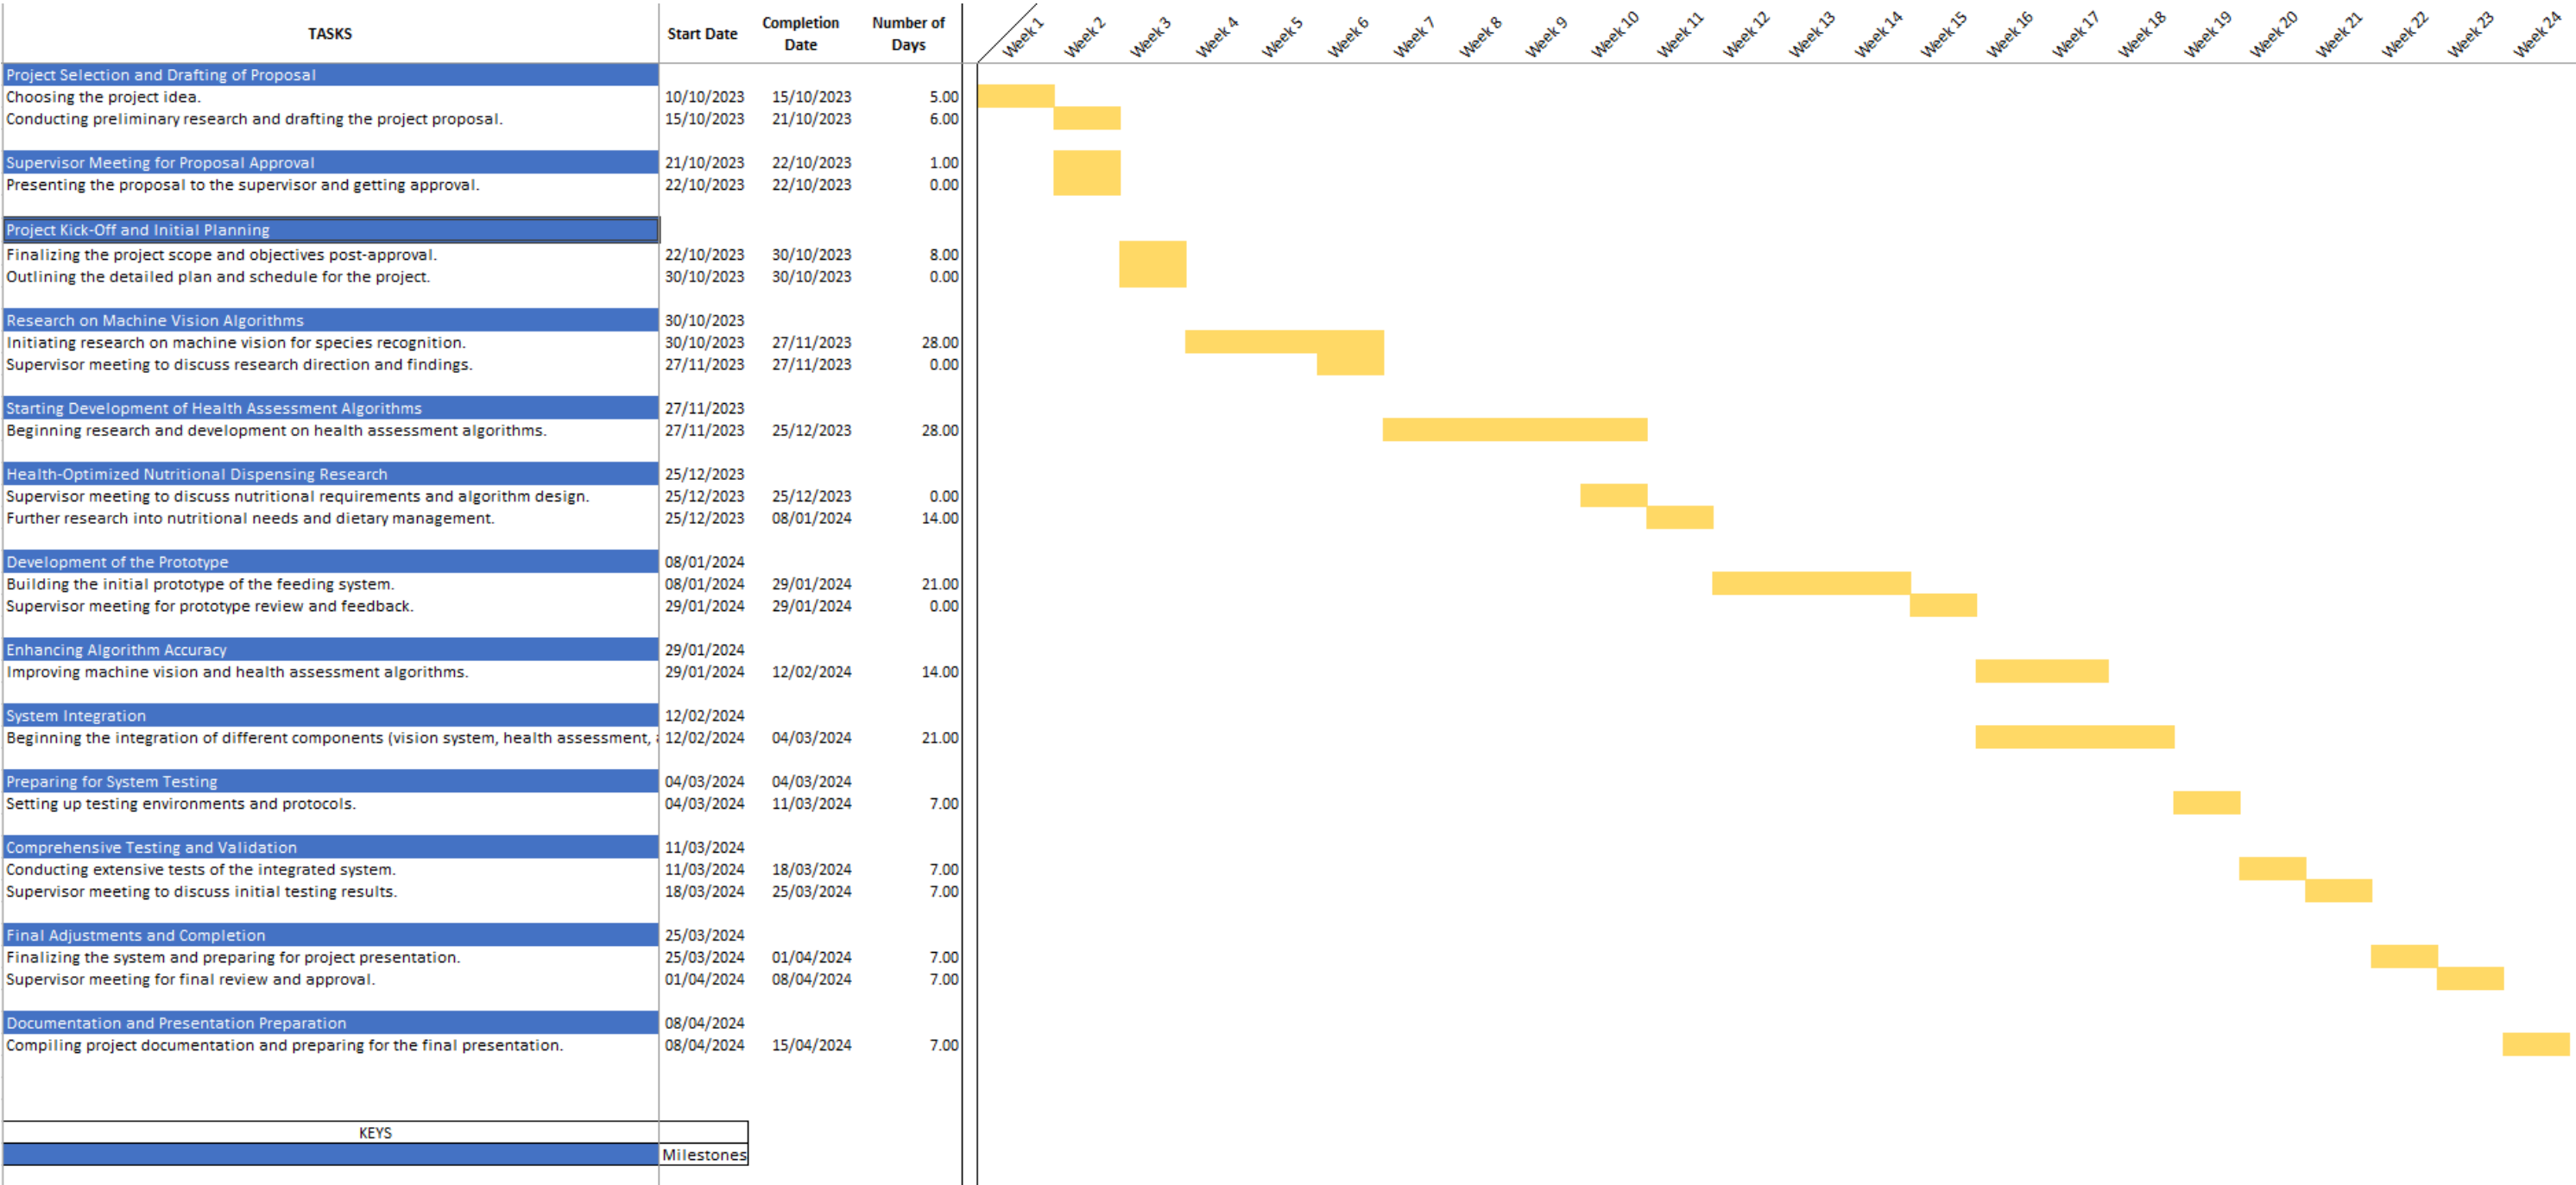 TASKS Start Date Completion Date Number of Days Week 1 Week 2 Week 3 Week 4 Week 5 Week 6 Week 7 Week 8 Week 9 Week 10 Week 11 Week 12 Week 13 Week 14 Week 15 Week 16 Week 17 Week 18 Week 19 Week 20 Week 21 Week 22 Week 23 Week 24
Project Selection and Drafting of Proposal
Choosing the project idea. 10/10/2023 15/10/2023 5.00
Conducting preliminary research and drafting the project proposal. 15/10/2023 21/10/2023 6.00
Supervisor Meeting for Proposal Approval 21/10/2023 22/10/2023 1.00
Presenting the proposal to the supervisor and getting approval. 22/10/2023 22/10/2023 0.00
Project Kick-Off and Initial Planning
Finalizing the project scope and objectives post-approval. 22/10/2023 30/10/2023 8.00
Outlining the detailed plan and schedule for the project. 30/10/2023 30/10/2023 0.00
Research on Machine Vision Algorithms 30/10/2023
Initiating research on machine vision for species recognition. 30/10/2023 27/11/2023 28.00
Supervisor meeting to discuss research direction and findings. 27/11/2023 27/11/2023 0.00
Starting Development of Health Assessment Algorithms 27/11/2023
Beginning research and development on health assessment algorithms. 27/11/2023 25/12/2023 28.00
Health-Optimized Nutritional Dispensing Research 25/12/2023
Supervisor meeting to discuss nutritional requirements and algorithm design. 25/12/2023 25/12/2023 0.00
Further research into nutritional needs and dietary management. 25/12/2023 08/01/2024 14.00
Development of the Prototype 08/01/2024
Building the initial prototype of the feeding system. 08/01/2024 29/01/2024 21.00
Supervisor meeting for prototype review and feedback. 29/01/2024 29/01/2024 0.00
Enhancing Algorithm Accuracy 29/01/2024
Improving machine vision and health assessment algorithms. 29/01/2024 12/02/2024 14.00
System Integration 12/02/2024
Beginning the integration of different components (vision system, health assessment, 12/02/2024 04/03/2024 21.00
Preparing for System Testing 04/03/2024 04/03/2024
Setting up testing environments and protocols. 04/03/2024 11/03/2024 7.00
Comprehensive Testing and Validation 11/03/2024
Conducting extensive tests of the integrated system. 11/03/2024 18/03/2024 7.00
Supervisor meeting to discuss initial testing results. 18/03/2024 25/03/2024 7.00
Final Adjustments and Completion 25/03/2024
Finalizing the system and preparing for project presentation. 25/03/2024 01/04/2024 7.00
Supervisor meeting for final review and approval. 01/04/2024 08/04/2024 7.00
Documentation and Presentation Preparation 08/04/2024
Compiling project documentation and preparing for the final presentation. 08/04/2024 15/04/2024 7.00
KEYS
Milestones